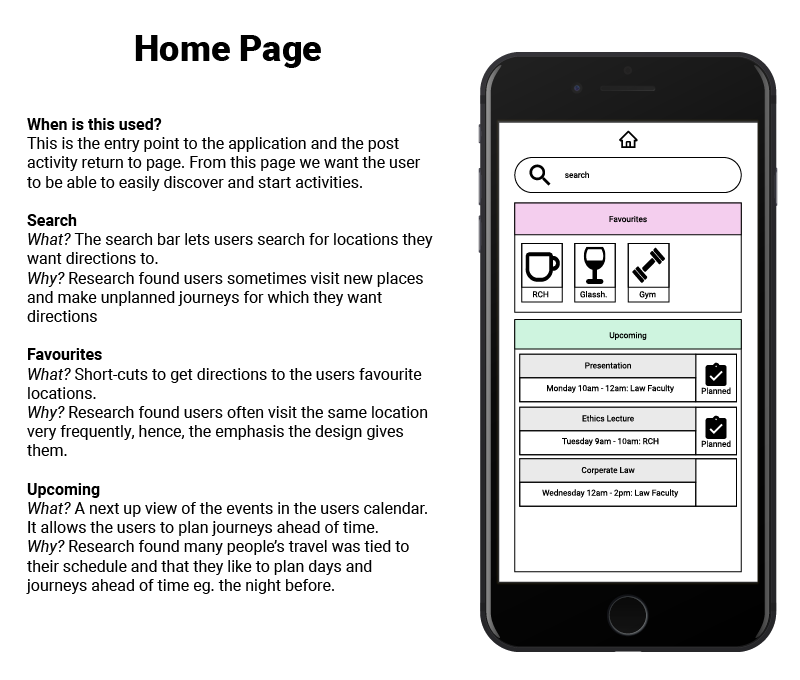 Home Page
When is this used?
This is the entry point to the application and the post
activity return to page. From this page we want the user
to be able to easily discover and start activities.
Search
What? The search bar lets users search for locations they
want directions to.
Why? Research found users sometimes visit new places
and make unplanned journeys for which they want
directions
Favourites
What? Short-cuts to get directions to the users favourite
locations.
Why? Research found users often visit the same location
very frequently, hence, the emphasis the design gives
them.
Upcoming
What? A next up view of the events in the users calendar.
It allows the users to plan journeys ahead of time.
Why? Research found many people’s travel was tied to
their schedule and that they like to plan days and
journeys ahead of time eg. the night before.
search
Favourites
RCH
Glassh.
Gym
Upcoming
Presentation
Monday 10am - 12am: Law Faculty
Planned
Ethics Lecture
Tuesday 9am - 10am: RCH
Planned
Corperate Law
Wednesday 12am - 2pm: Law Faculty